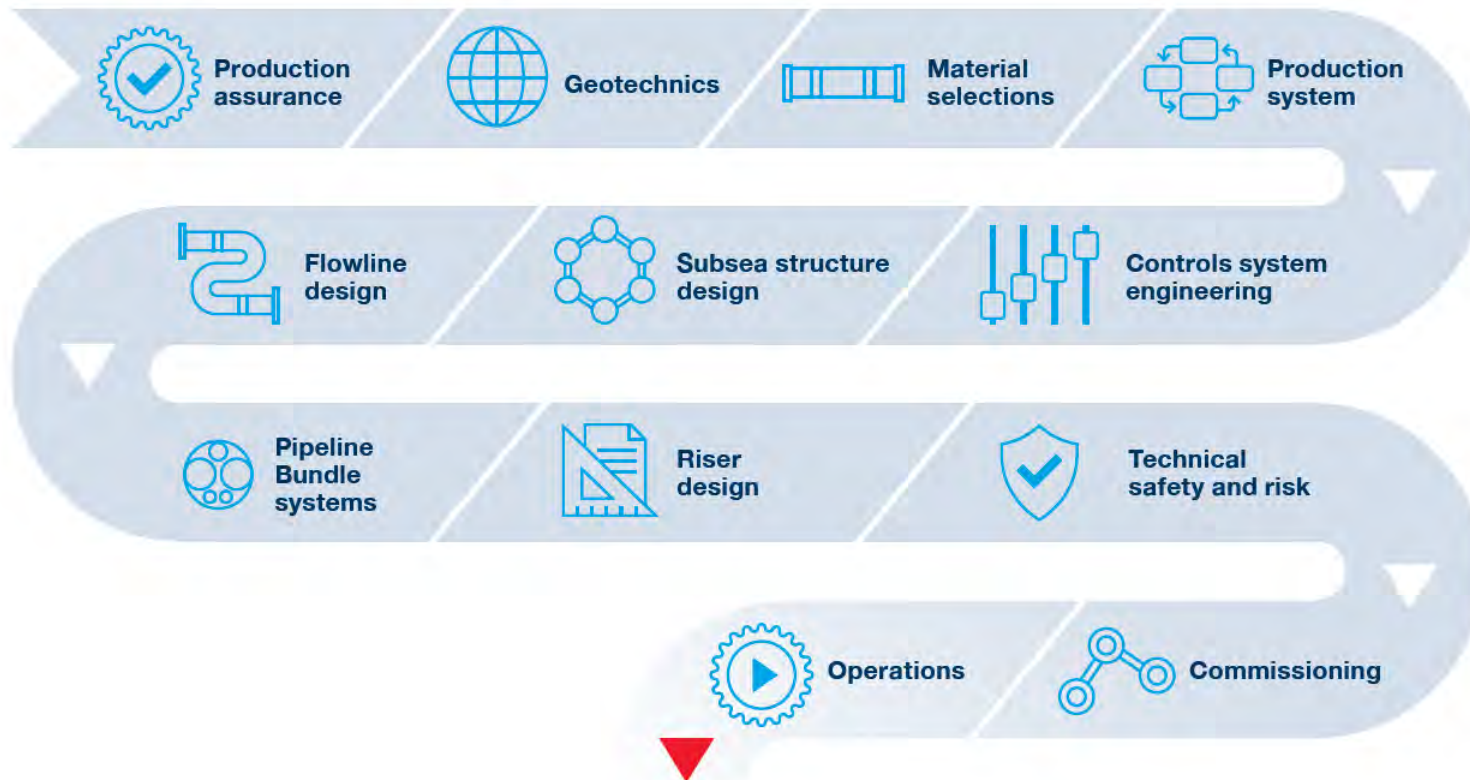 Production
assurance
Geotechnics
Material
selections
Production
system
Controls system
engineering
Subsea structure
design
Flowline
design
Pipeline
Bundle
systems
Riser
design
Technical
safety and risk
Commissioning
Operations